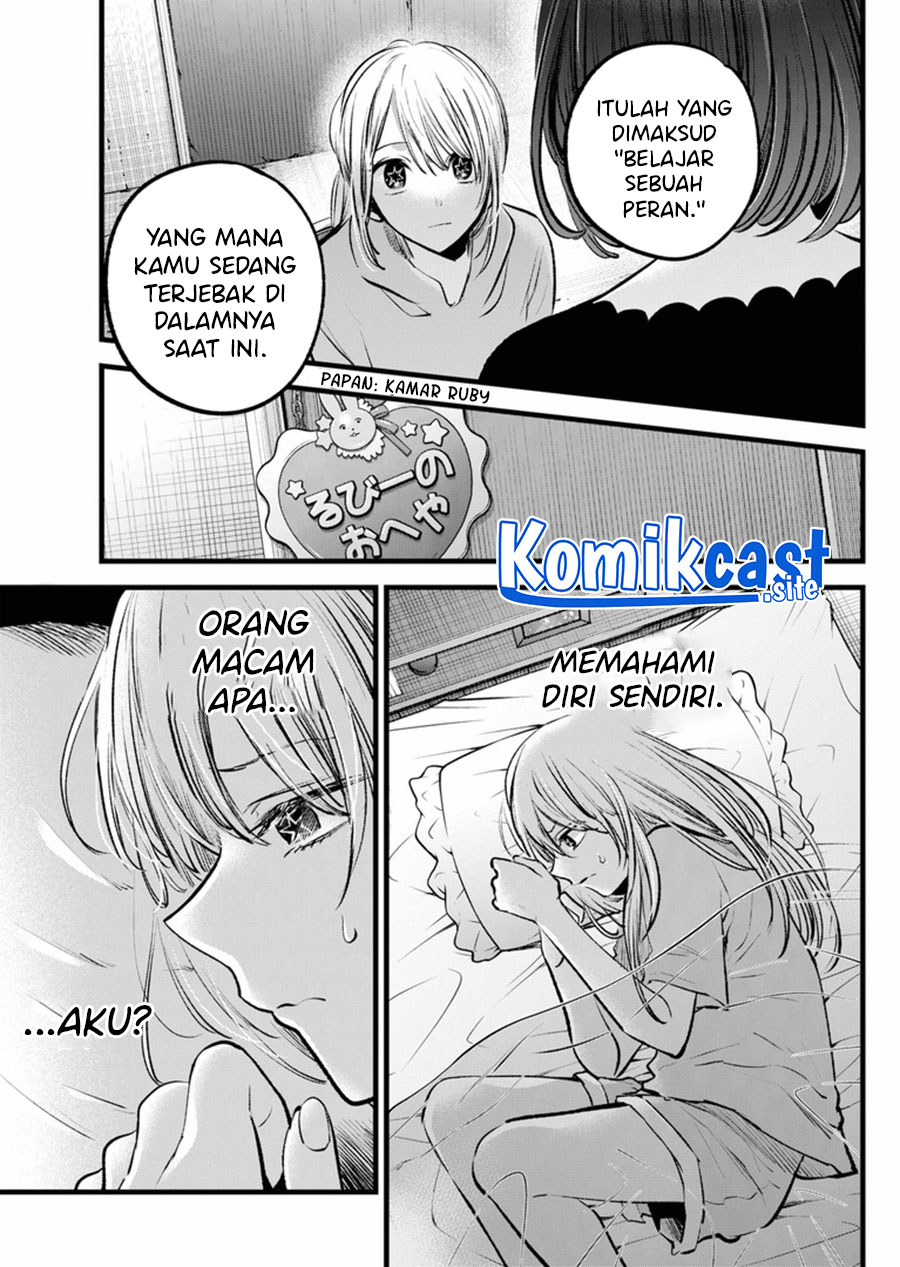 ITULAH YANG
DIMAKSUD
"BELAJAR
SEBUAH
PERAN."
YANG MANA
KAMU SEDANG
TERJEBAK DI
DALAMNYA
SAAT INI.
PAPAN: KAMAR RUBY
るびーの
おへや
Komikcast
.site
MEMAHAMI
DIRI SENDIRI.
ORANG
MACAM
APA...
...AKU?